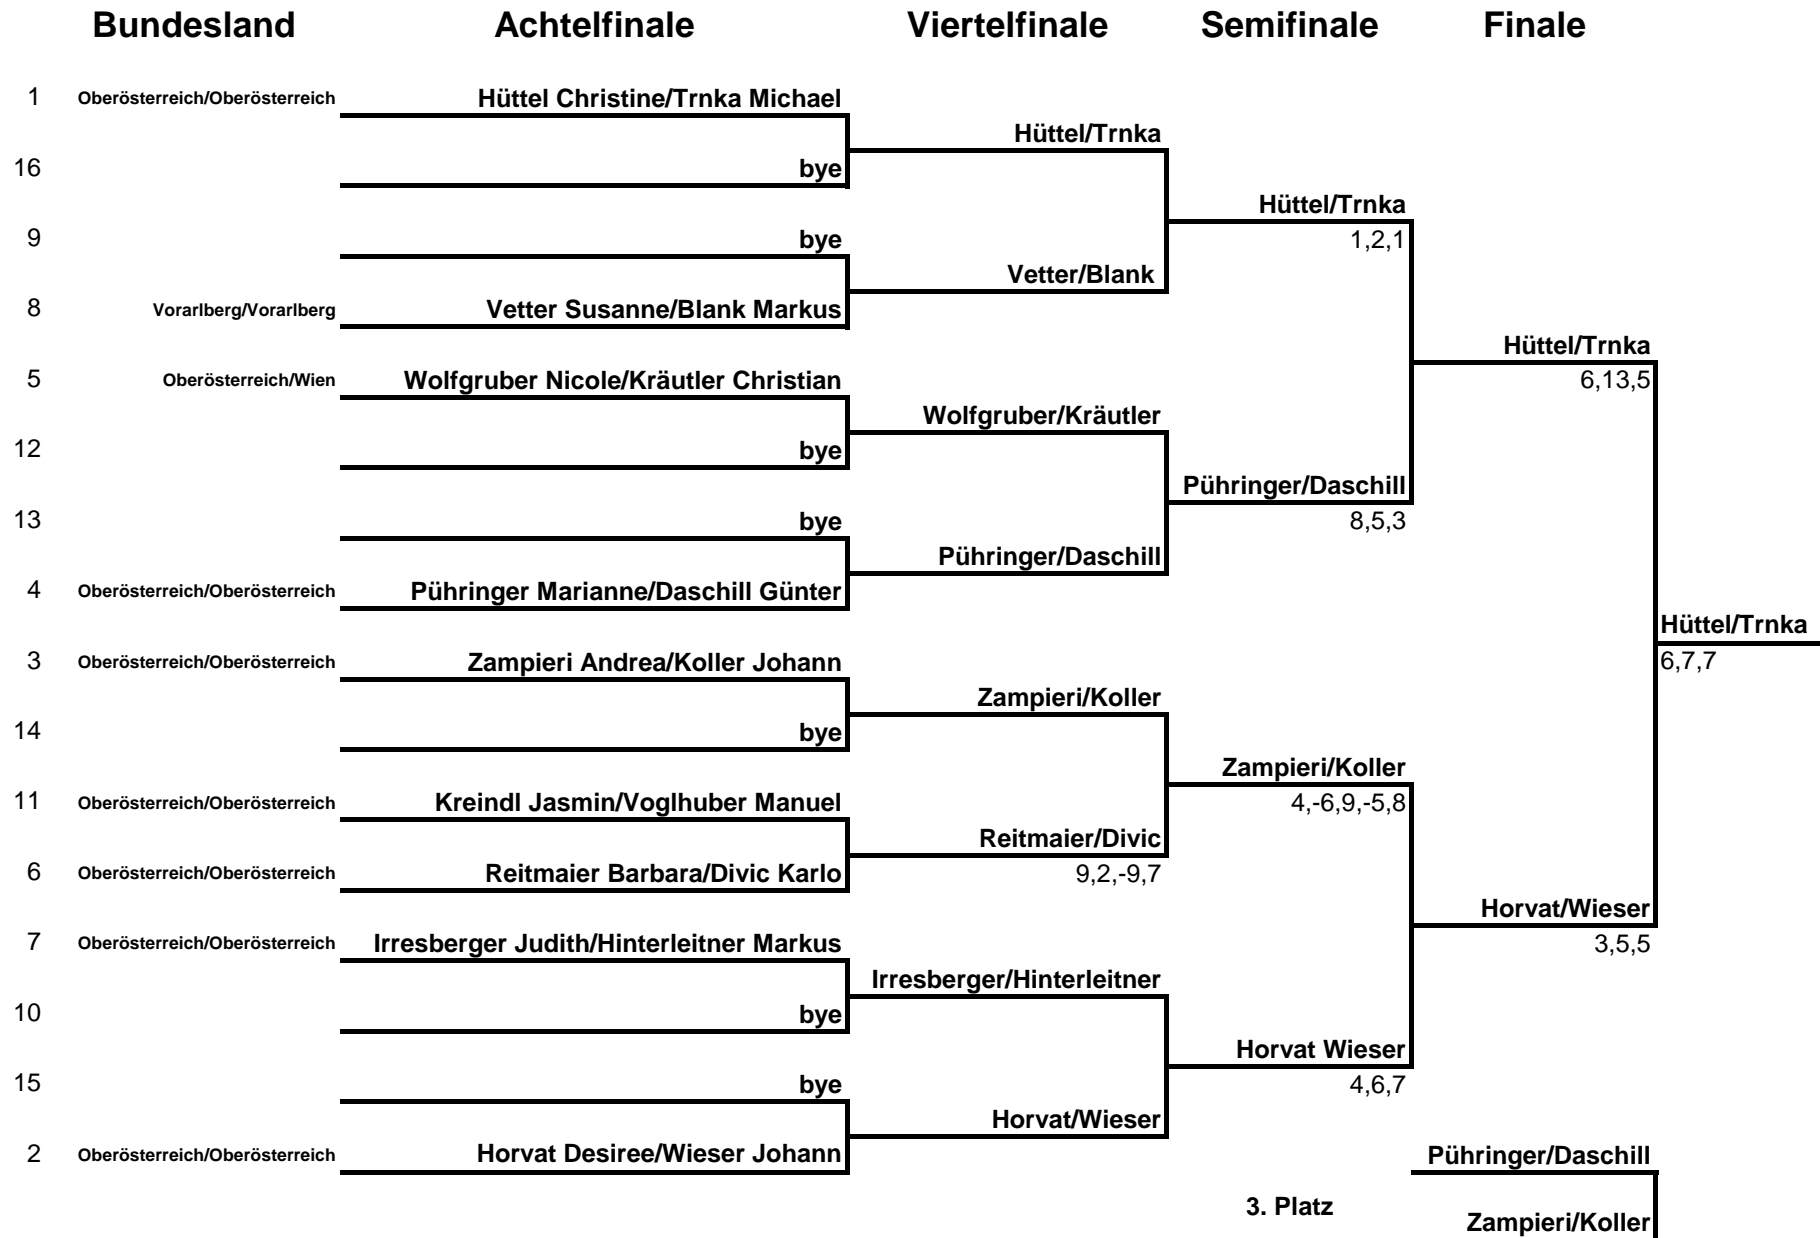 Bundesland Achtelfinale Viertelfinale Semifinale Finale
1 Oberösterreich/Oberösterreich Hüttel Christine/Trnka Michael
Hüttel/Trnka
16 bye
Hüttel/Trnka
9 bye 1,2,1
Vetter/Blank
8 Vorarlberg/Vorarlberg Vetter Susanne/Blank Markus
Hüttel/Trnka
5 Oberösterreich/Wien Wolfgruber Nicole/Kräutler Christian 6,13,5
Wolfgruber/Kräutler
12 bye
Pühringer/Daschill
13 bye 8,5,3
Pühringer/Daschill
4 Oberösterreich/Oberösterreich Pühringer Marianne/Daschill Günter
Hüttel/Trnka
3 Oberösterreich/Oberösterreich Zampieri Andrea/Koller Johann 6,7,7
Zampieri/Koller
14 bye
Zampieri/Koller
11 Oberösterreich/Oberösterreich Kreindl Jasmin/Voglhuber Manuel 4,-6,9,-5,8
Reitmaier/Divic
6 Oberösterreich/Oberösterreich Reitmaier Barbara/Divic Karlo 9,2,-9,7
Horvat/Wieser
7 Oberösterreich/Oberösterreich Irresberger Judith/Hinterleitner Markus 3,5,5
Irresberger/Hinterleitner
10 bye
Horvat Wieser
15 bye 4,6,7
Horvat/Wieser
2 Oberösterreich/Oberösterreich Horvat Desiree/Wieser Johann Pühringer/Daschill
3. Platz
Zampieri/Koller